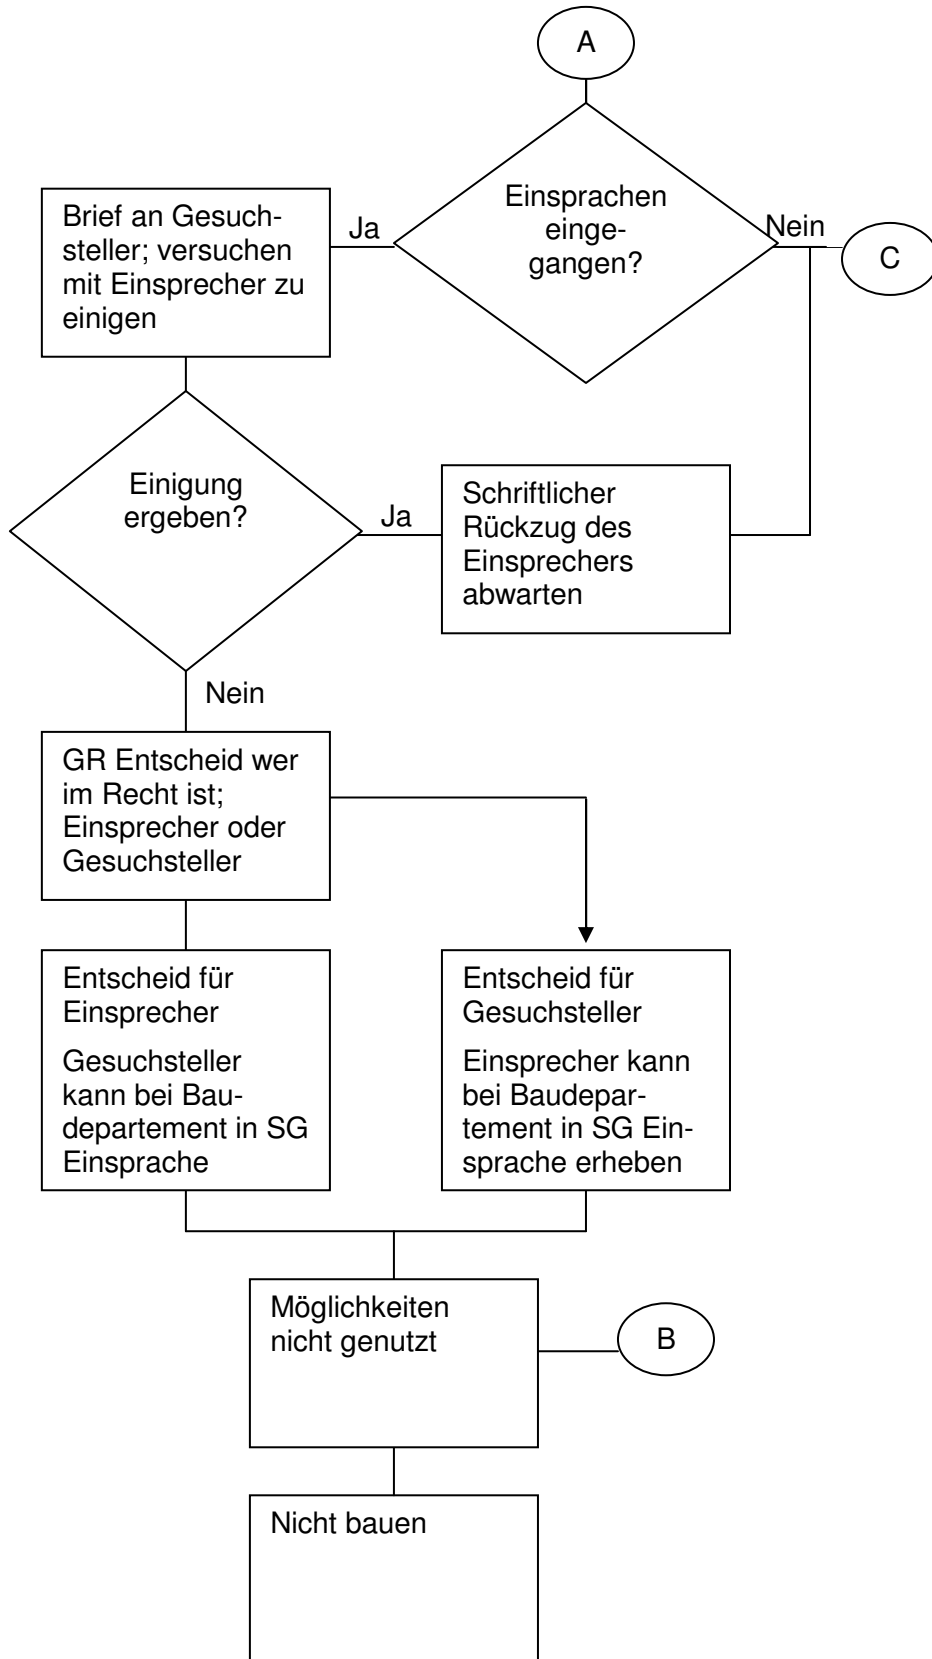 A
Einsprachen
einge-
gangen?
Ja
Nein
C
Brief an Gesuch-
steller; versuchen
mit Einsprecher zu
einigen
Einigung
ergeben?
Ja
Schriftlicher
Rückzug des
Einsprechers
abwarten
Nein
GR Entscheid wer
im Recht ist;
Einsprecher oder
Gesuchsteller
Entscheid für
Einsprecher
Gesuchsteller
kann bei Bau-
departement in SG
Einsprache
Entscheid für
Gesuchsteller
Einsprecher kann
bei Baudepar-
tement in SG Ein-
sprache erheben
Möglichkeiten
nicht genutzt
B
Nicht bauen